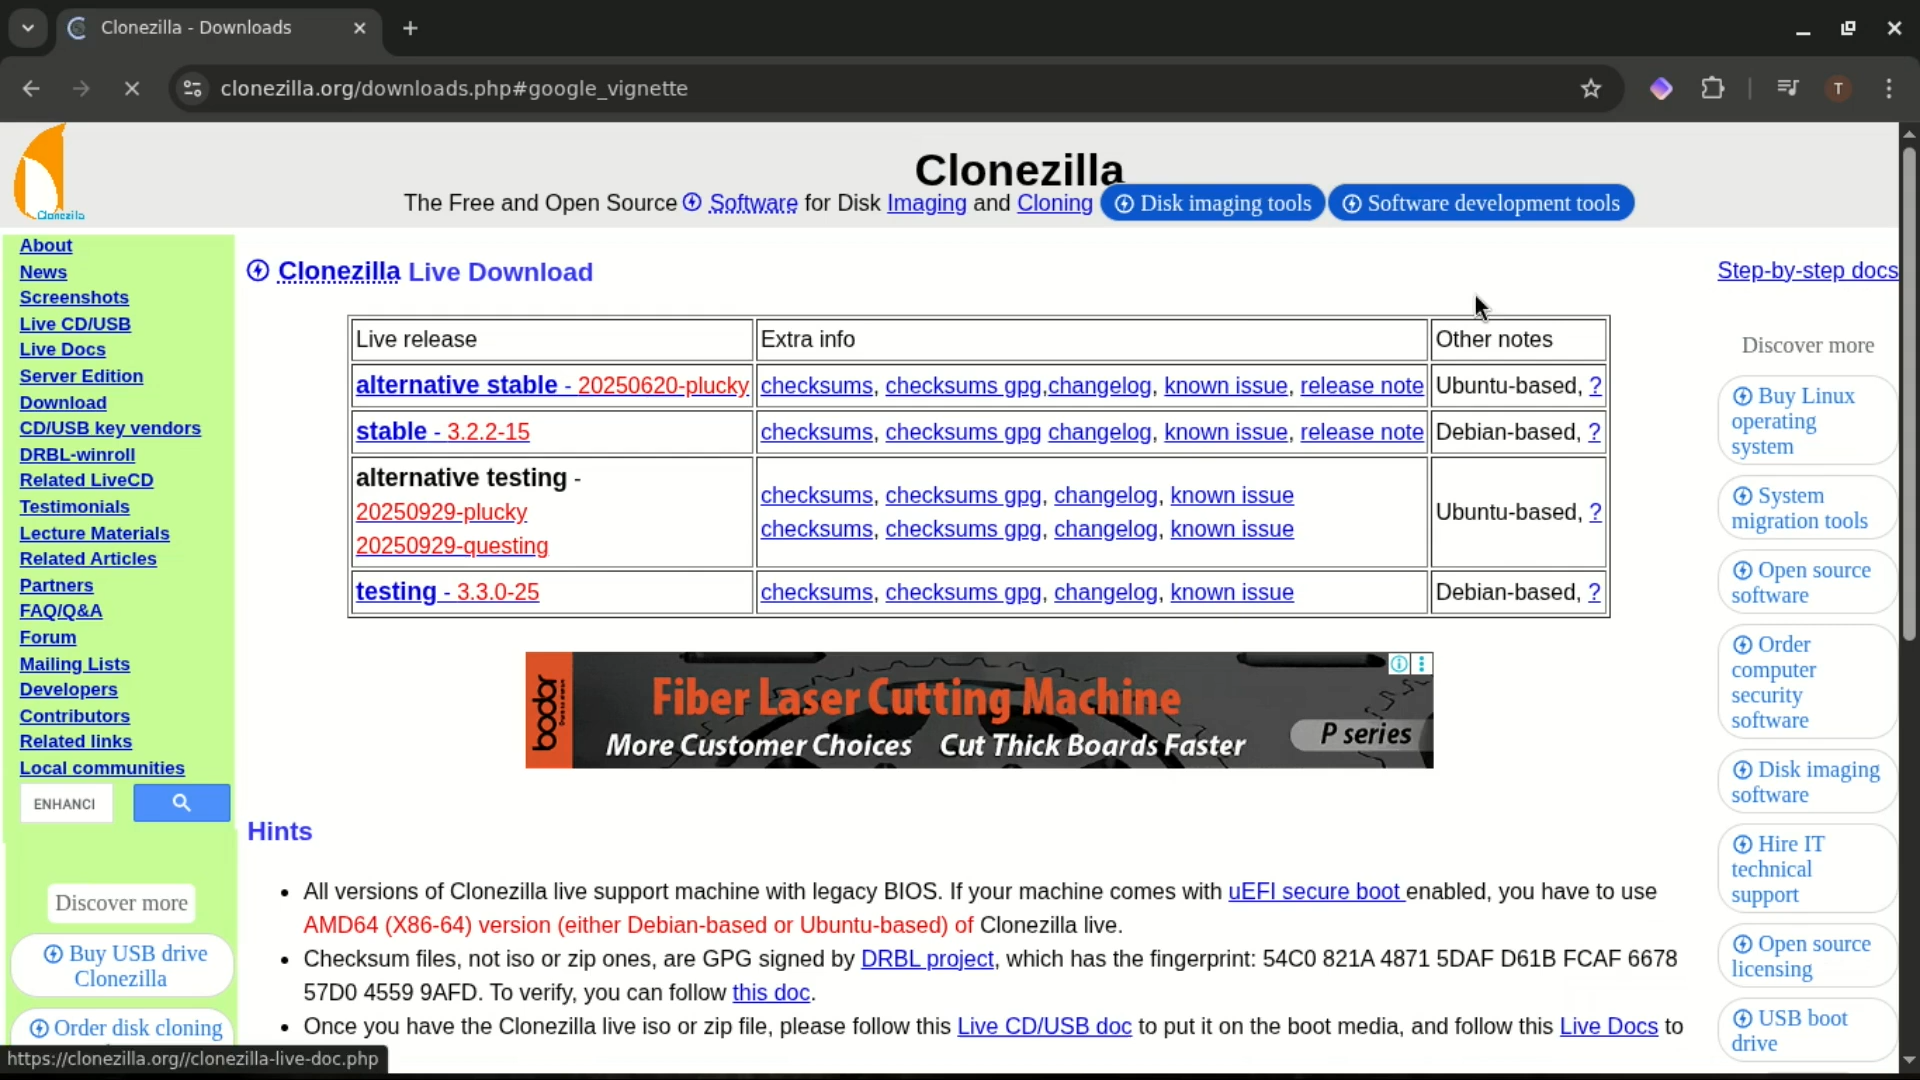 Clonezilla - Downloads
clonezilla.org/downloads.php#google_vignette
T
Clonezilla
Clonezilla
The Free and Open Source Software for Disk Imaging and Cloning Disk imaging tools Software development tools
About
News
Screenshots
Live CD/USB
Live Docs
Server Edition
Download
CD/USB key vendors
DRBL-winroll
Related LiveCD
Testimonials
Lecture Materials
Related Articles
Partners
FAQ/Q&A
Forum
Mailing Lists
Developers
Contributors
Related links
Local communities
ENHANCI
Discover more
Buy USB drive
Clonezilla
Order disk cloning
Clonezilla Live Download
Live release Extra info Other notes
alternative stable - 20250620-plucky checksums, checksums gpg,changelog, known issue, release note Ubuntu-based, ?
stable - 3.2.2-15 checksums, checksums gpg changelog, known issue, release note Debian-based, ?
alternative testing -
20250929-plucky
20250929-questing
checksums, checksums gpg, changelog, known issue
checksums, checksums gpg, changelog, known issue
Ubuntu-based, ?
testing - 3.3.0-25 checksums, checksums gpg, changelog, known issue Debian-based, ?
bodor
Fiber Laser Cutting Machine
More Customer Choices Cut Thick Boards Faster
P series
Hints
• All versions of Clonezilla live support machine with legacy BIOS. If your machine comes with uEFI secure boot enabled, you have to use
AMD64 (X86-64) version (either Debian-based or Ubuntu-based) of Clonezilla live.
• Checksum files, not iso or zip ones, are GPG signed by DRBL project, which has the fingerprint: 54C0 821A 4871 5DAF D61B FCAF 6678
57D0 4559 9AFD. To verify, you can follow this doc.
• Once you have the Clonezilla live iso or zip file, please follow this Live CD/USB doc to put it on the boot media, and follow this Live Docs to
Step-by-step docs
Discover more
Buy Linux
operating
system
System
migration tools
Open source
software
Order
computer
security
software
Disk imaging
software
Hire IT
technical
support
Open source
licensing
USB boot
drive
https://clonezilla.org//clonezilla-live-doc.php